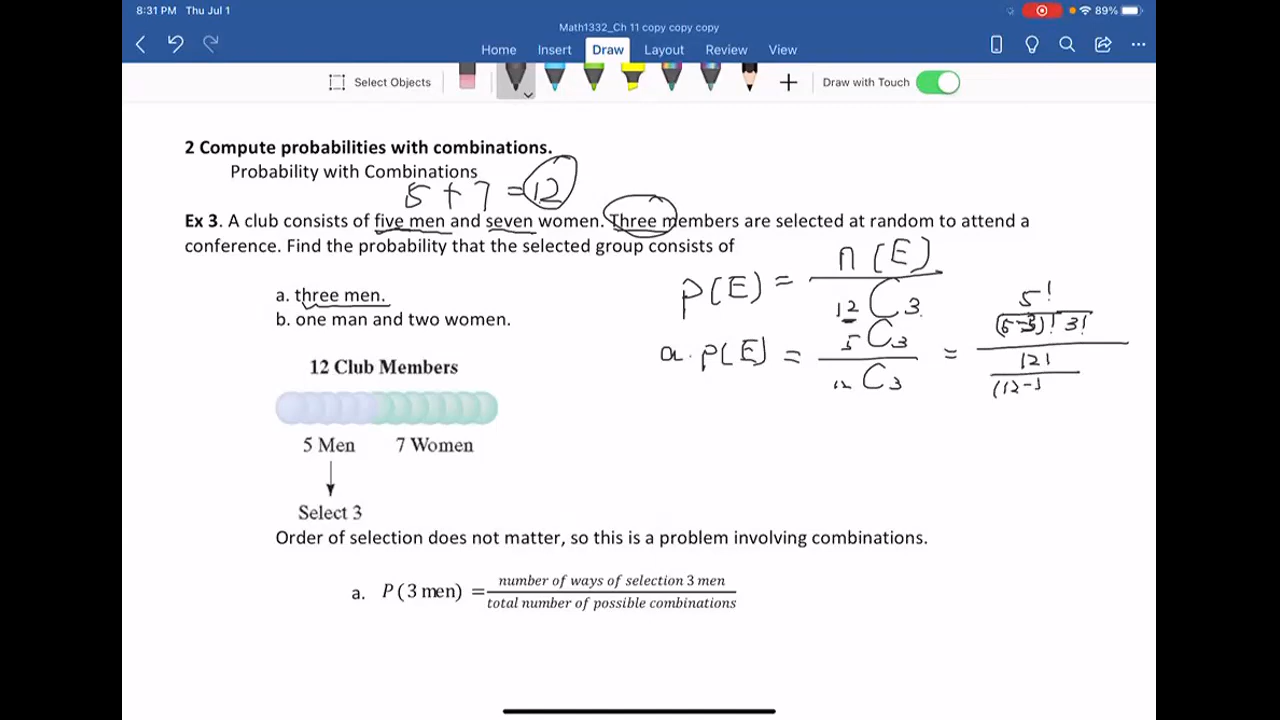 8:31 PM Thu Jul 1 89%
Math1332_Ch 11 copy copy copy
Home Insert Draw Layout Review View
Select Objects Draw with Touch
2 Compute probabilities with combinations.
Probability with Combinations
5 + 7 = 12
Ex 3. A club consists of five men and seven women. Three members are selected at random to attend a
conference. Find the probability that the selected group consists of
P(E) = n(E) / 12 C 3
a. three men.
b. one man and two women.
a. P(E) = 5 C 3 / 12 C 3 = 5! / (5-3)! 3! / 12! / (12-
12 Club Members
5 Men 7 Women
Select 3
Order of selection does not matter, so this is a problem involving combinations.
a. P(3 men) = number of ways of selection 3 men / total number of possible combinations